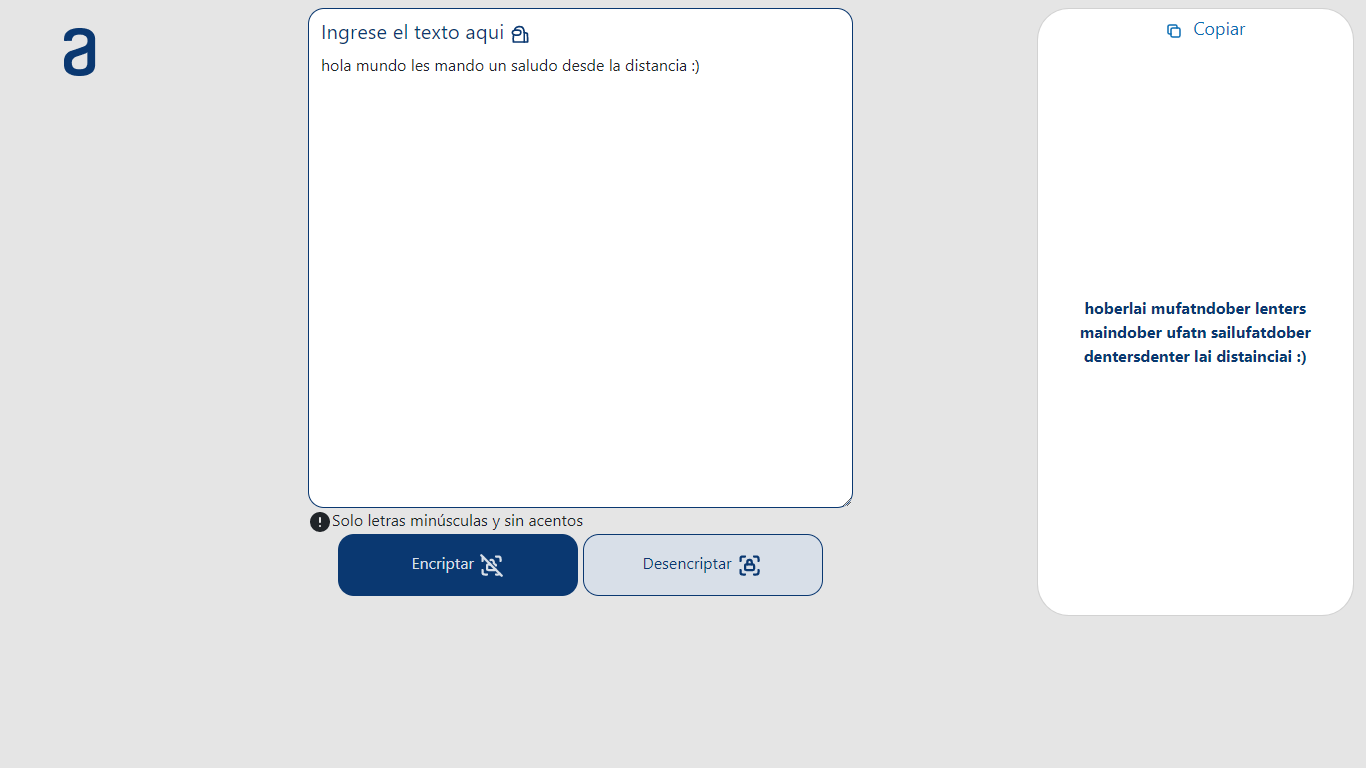 a
Ingrese el texto aqui
hola mundo les mando un saludo desde la distancia :)
Solo letras minúsculas y sin acentos
Encriptar
Desencriptar
Copiar
hoberlai mufatndober lenters
maindober ufatn sailufatdober
dentersdenter lai distainciai :)